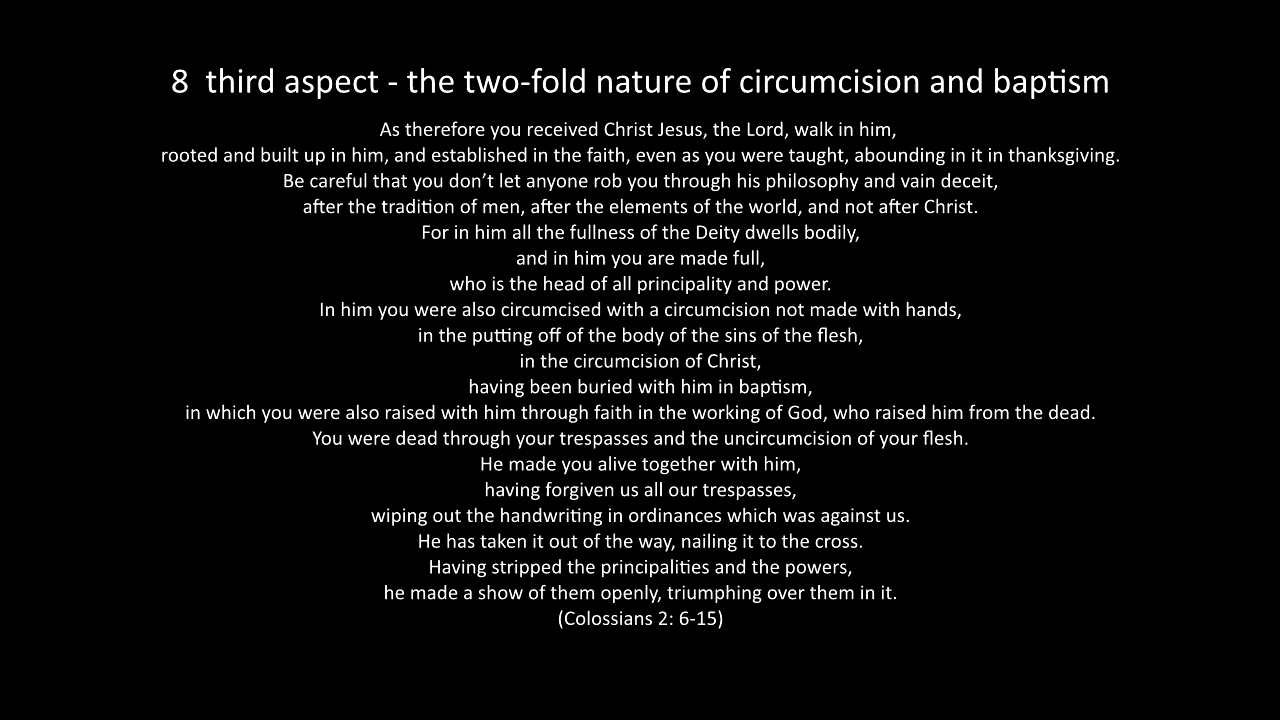 8  third aspect - the two-fold nature of circumcision and baptism
As therefore you received Christ Jesus, the Lord, walk in him,
rooted and built up in him, and established in the faith, even as you were taught, abounding in it in thanksgiving.
Be careful that you don’t let anyone rob you through his philosophy and vain deceit,
after the tradition of men, after the elements of the world, and not after Christ.
For in him all the fullness of the Deity dwells bodily,
and in him you are made full,
who is the head of all principality and power.
In him you were also circumcised with a circumcision not made with hands,
in the putting off of the body of the sins of the flesh,
in the circumcision of Christ,
having been buried with him in baptism,
in which you were also raised with him through faith in the working of God, who raised him from the dead.
You were dead through your trespasses and the uncircumcision of your flesh.
He made you alive together with him,
having forgiven us all our trespasses,
wiping out the handwriting in ordinances which was against us.
He has taken it out of the way, nailing it to the cross.
Having stripped the principalities and the powers,
he made a show of them openly, triumphing over them in it.
(Colossians 2: 6-15)